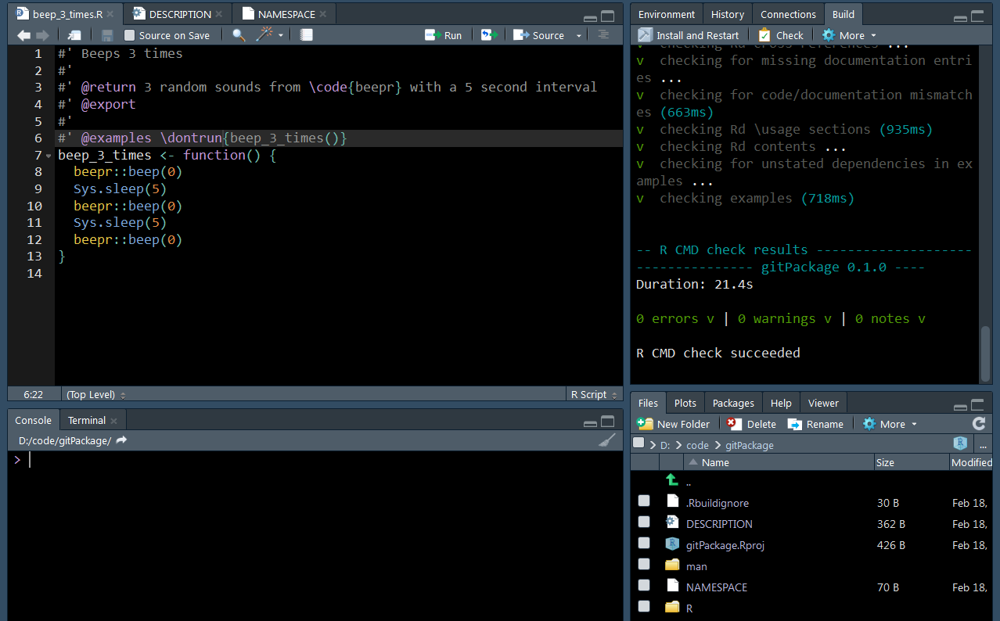 beep_3_times.R
DESCRIPTION
NAMESPACE
Source on Save
Run
Source
1 #' Beeps 3 times
2 #'
3 #' @return 3 random sounds from \code{beepr} with a 5 second interval
4 #' @export
5 #'
6 #' @examples \dontrun{beep_3_times()}
7 beep_3_times <- function() {
8 beepr::beep(0)
9 Sys.sleep(5)
10 beepr::beep(0)
11 Sys.sleep(5)
12 beepr::beep(0)
13 }
14
6:22 (Top Level) R Script
Console Terminal
D:/code/gitPackage/
>
Environment History Connections Build
Install and Restart Check More
v checking Rd cross-references ...
v checking for missing documentation entri
es ...
v checking for code/documentation mismatch
es (663ms)
v checking Rd \usage sections (935ms)
v checking Rd contents ...
v checking for unstated dependencies in ex
amples ...
v checking examples (718ms)
-- R CMD check results --------------------
--------------- gitPackage 0.1.0 ----
Duration: 21.4s
0 errors v | 0 warnings v | 0 notes v
R CMD check succeeded
Files Plots Packages Help Viewer
New Folder Delete Rename More
D: > code > gitPackage ...
Name Size Modified
..
.Rbuildignore 30 B Feb 18,
DESCRIPTION 362 B Feb 18,
gitPackage.Rproj 426 B Feb 18,
man
NAMESPACE 70 B Feb 18,
R